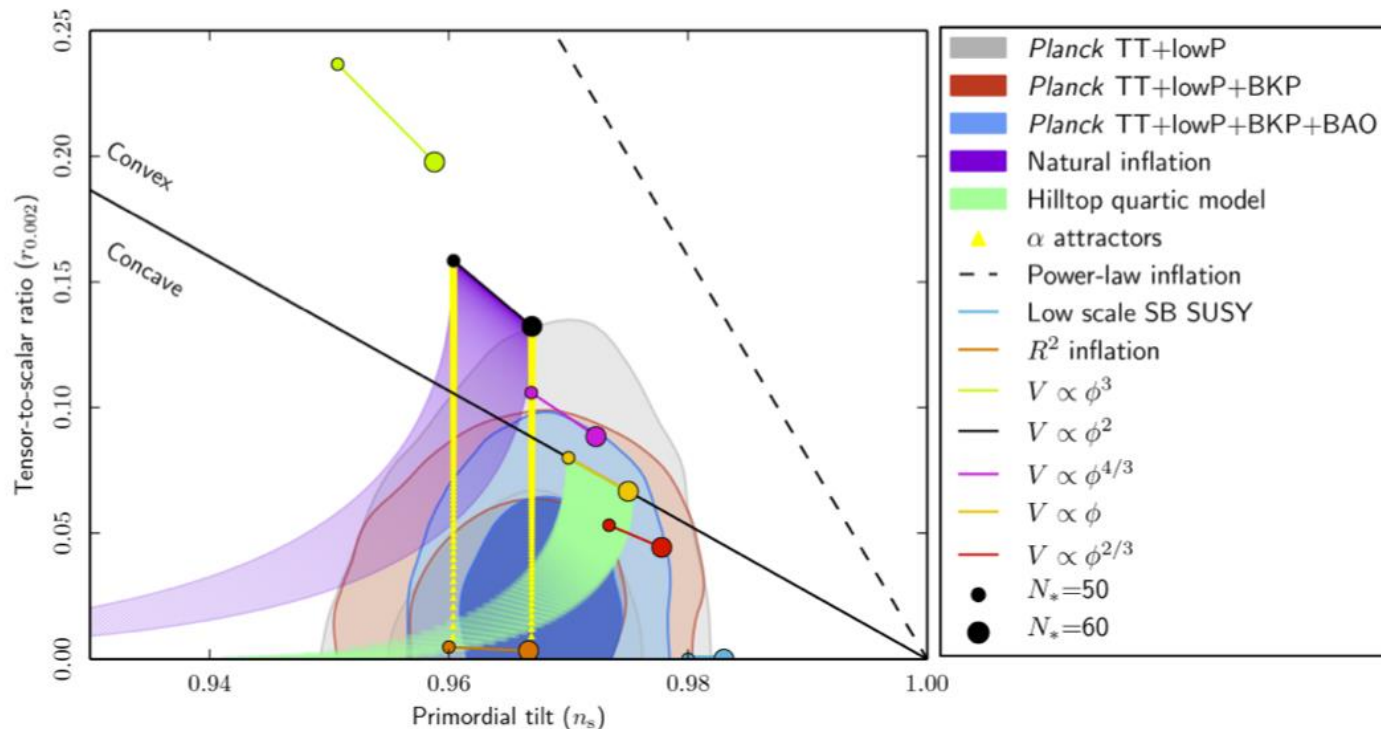 0.25
0.20
0.15
0.10
0.05
0.00
Tensor-to-scalar ratio (r0.002)
Convex
Concave
0.94
0.96
0.98
1.00
Primordial tilt (ns)
Planck TT+lowP
Planck TT+lowP+BKP
Planck TT+lowP+BKP+BAO
Natural inflation
Hilltop quartic model
α attractors
Power-law inflation
Low scale SB SUSY
R² inflation
V ∝ ϕ³
V ∝ ϕ²
V ∝ ϕ^{4/3}
V ∝ ϕ
V ∝ ϕ^{2/3}
N*=50
N*=60